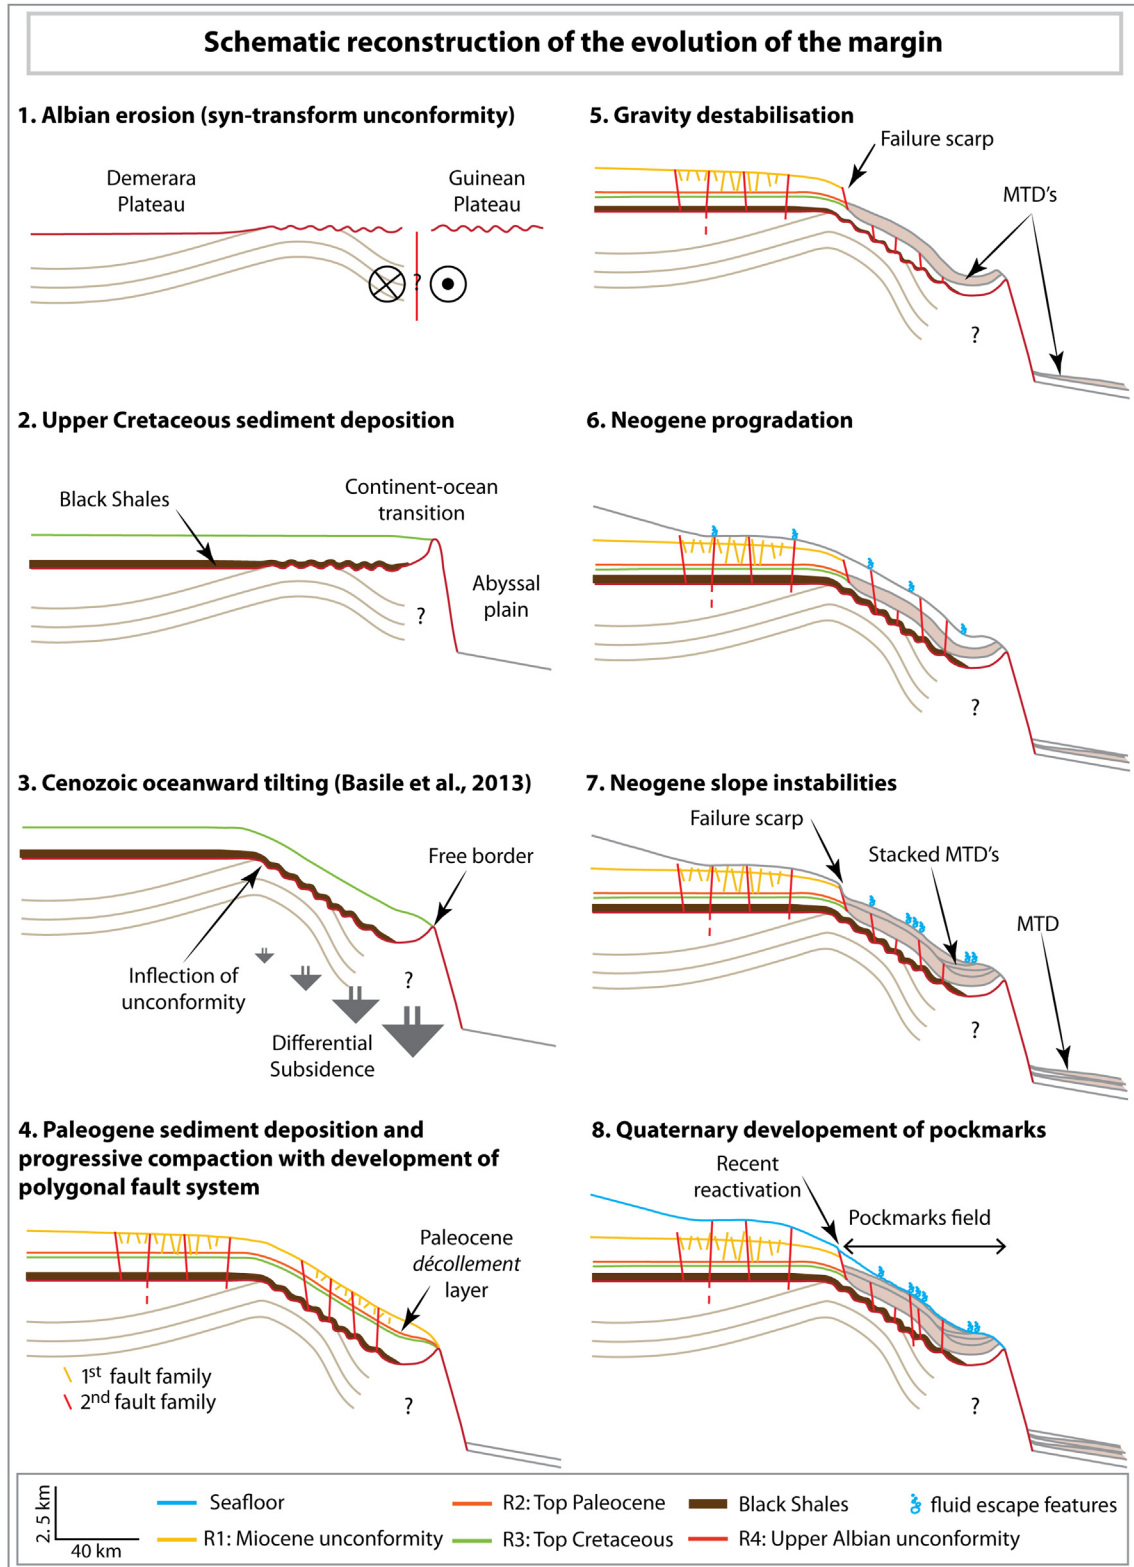 Schematic reconstruction of the evolution of the margin
1. Albian erosion (syn-transform unconformity)
Demerara
Plateau
Guinean
Plateau
?
2. Upper Cretaceous sediment deposition
Black Shales
Continent-ocean
transition
Abyssal
plain
?
3. Cenozoic oceanward tilting (Basile et al., 2013)
Free border
Inflection of
unconformity
?
Differential
Subsidence
4. Paleogene sediment deposition and
progressive compaction with development of
polygonal fault system
Paleocene
décollement
layer
1st fault family
2nd fault family
?
5. Gravity destabilisation
Failure scarp
MTD's
?
6. Neogene progradation
?
7. Neogene slope instabilities
Failure scarp
Stacked MTD's
MTD
?
8. Quaternary developement of pockmarks
Recent
reactivation
Pockmarks field
?
2.5 km
40 km
Seafloor
R1: Miocene unconformity
R2: Top Paleocene
R3: Top Cretaceous
Black Shales
R4: Upper Albian unconformity
fluid escape features